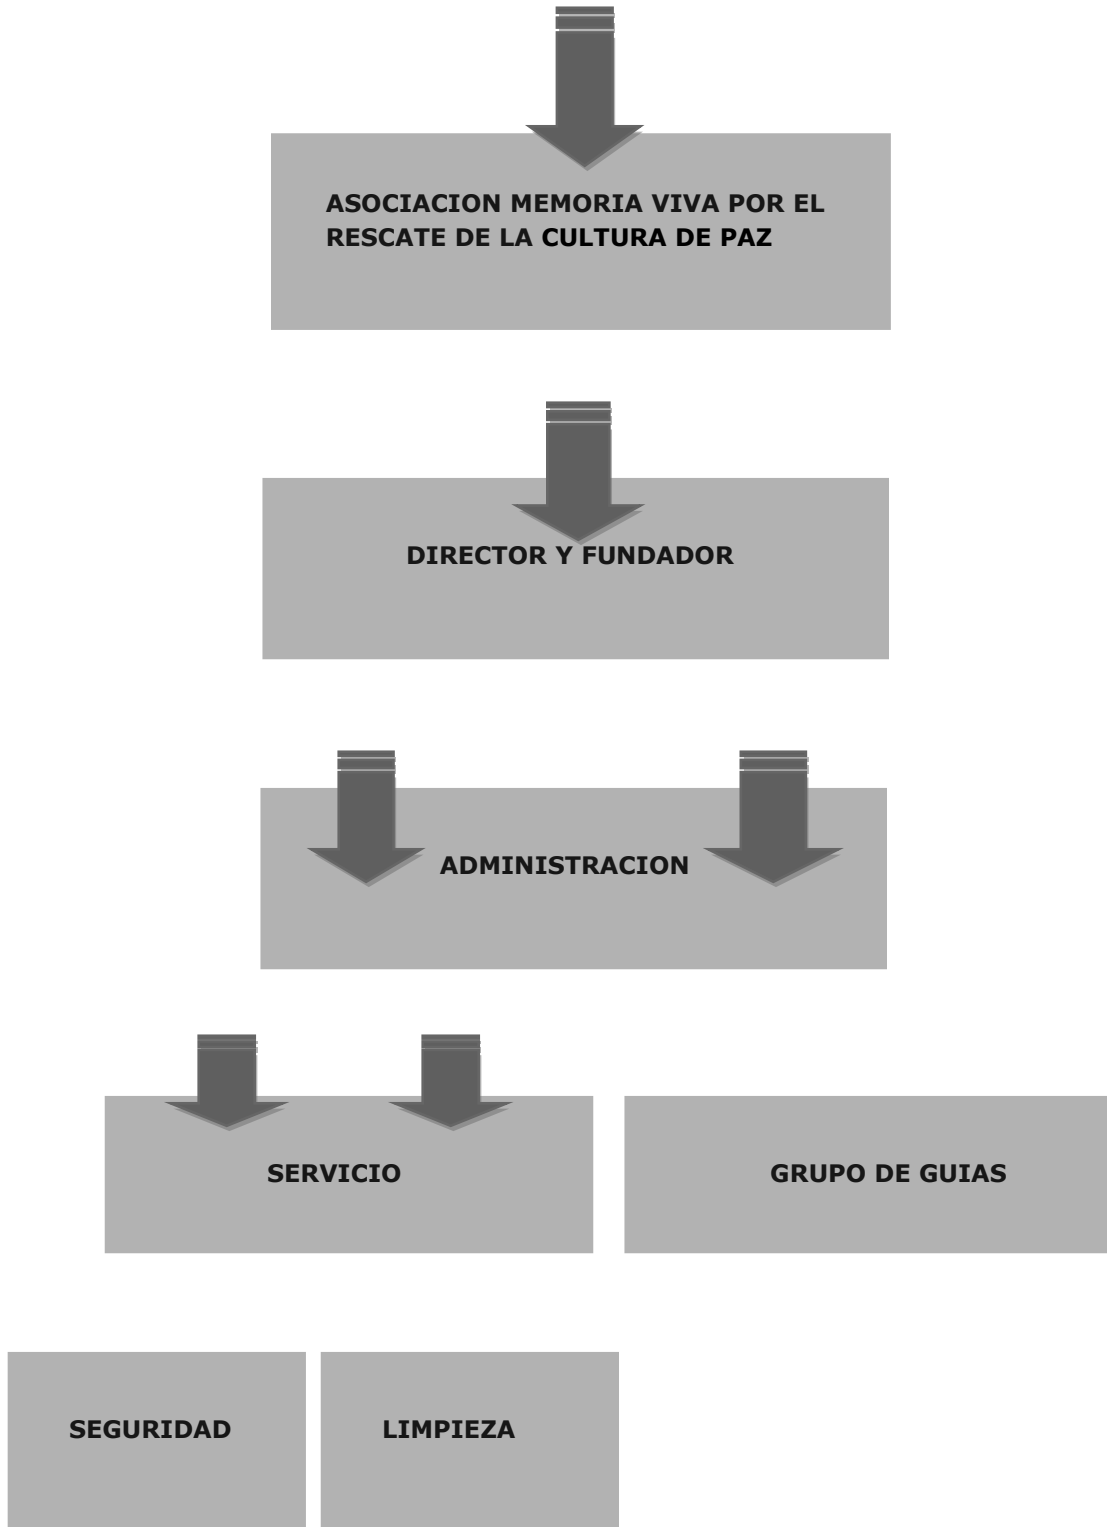 ASOCIACION MEMORIA VIVA POR EL
RESCATE DE LA CULTURA DE PAZ
DIRECTOR Y FUNDADOR
ADMINISTRACION
SERVICIO
GRUPO DE GUIAS
SEGURIDAD
LIMPIEZA